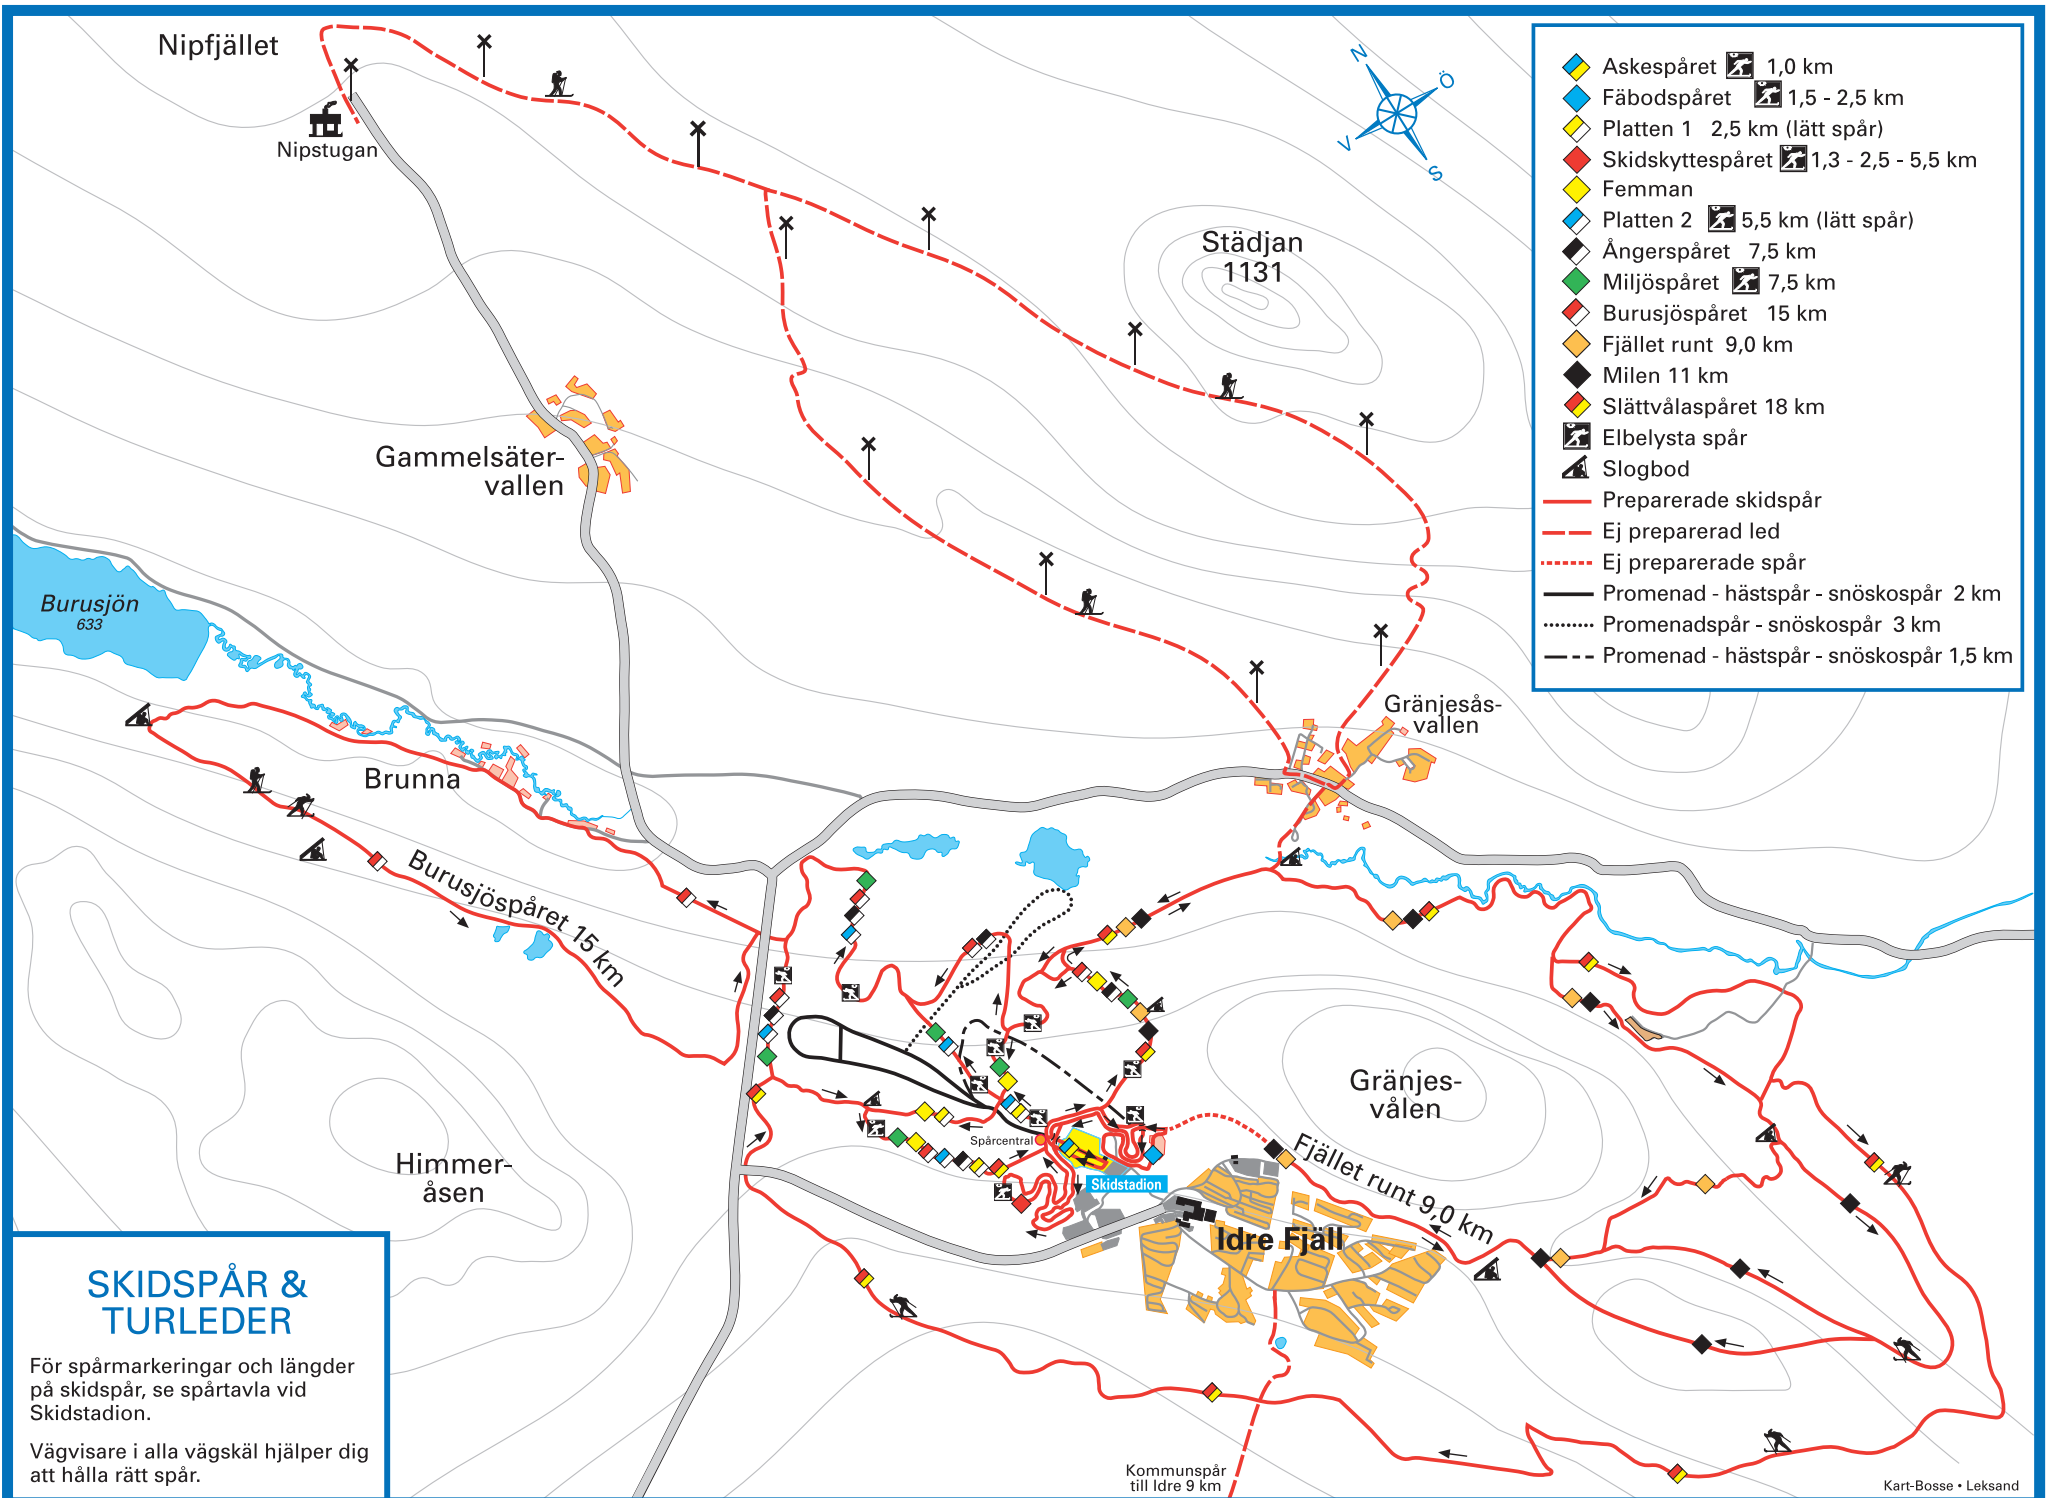 Nipfjället
Nipstugan
N
Ö
V
S
Städjan
1131
Askespåret 1,0 km
Fäbodspåret 1,5 - 2,5 km
Platten 1 2,5 km (lätt spår)
Skidskyttespåret 1,3 - 2,5 - 5,5 km
Femman
Platten 2 5,5 km (lätt spår)
Ångerspåret 7,5 km
Miljöspåret 7,5 km
Burusjöspåret 15 km
Fjället runt 9,0 km
Milen 11 km
Slättvålaspåret 18 km
Elbelysta spår
Slogbod
Preparerade skidspår
Ej preparerad led
Ej preparerade spår
Promenad - hästspår - snöskospår 2 km
Promenadspår - snöskospår 3 km
Promenad - hästspår - snöskospår 1,5 km
Gammelsäter-
vallen
Burusjön
633
Gränjesås-
vallen
Brunna
Burusjöspåret 15 km
Gränjes-
vålen
Spårcentral
Skidstadion
Himmer-
åsen
Fjället runt 9,0 km
Idre Fjäll
SKIDSPÅR &
TURLEDER
För spårmarkeringar och längder
på skidspår, se spårtavla vid
Skidstadion.
Vägvisare i alla vägskäl hjälper dig
att hålla rätt spår.
Kommunspår
till Idre 9 km
Kart-Bosse • Leksand